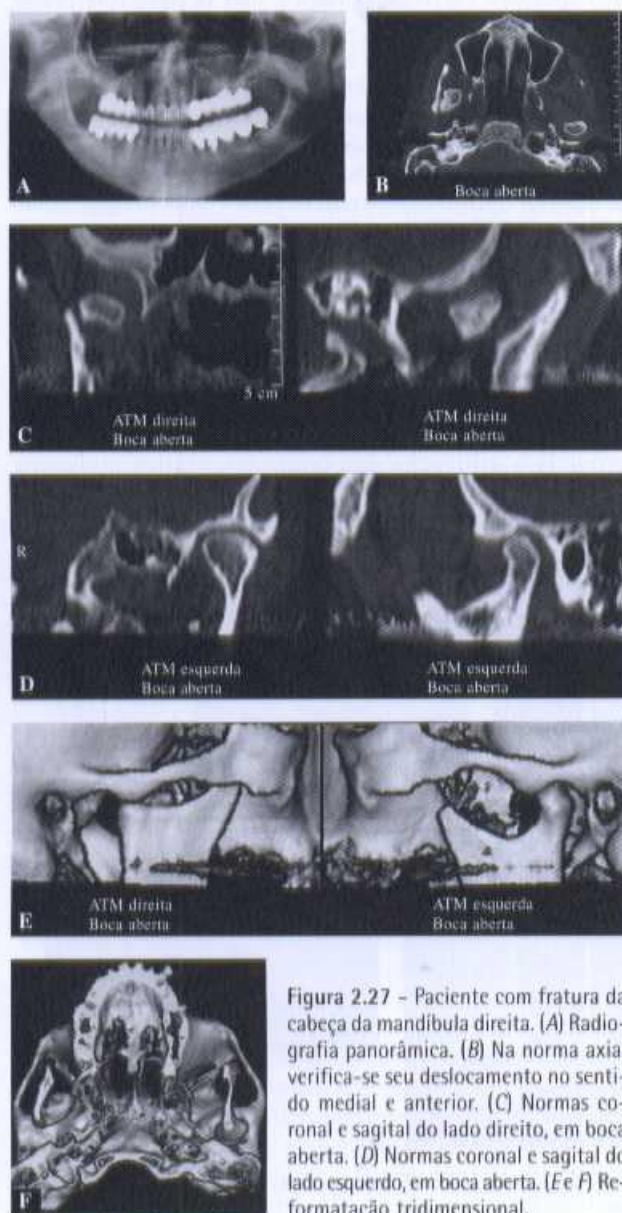 A
B
Boca aberta
5 cm
ATM direita
Boca aberta
ATM direita
Boca aberta
C
R
ATM esquerda
Boca aberta
ATM esquerda
Boca aberta
D
ATM direita
Boca aberta
ATM esquerda
Boca aberta
E
F
Figura 2.27 – Paciente com fratura da
cabeça da mandíbula direita. (A) Radio-
grafia panorâmica. (B) Na norma axia
verifica-se seu deslocamento no senti-
do medial e anterior. (C) Normas co-
ronal e sagital do lado direito, em boca
aberta. (D) Normas coronal e sagital do
lado esquerdo, em boca aberta. (E e F) Re-
formatação tridimensional.